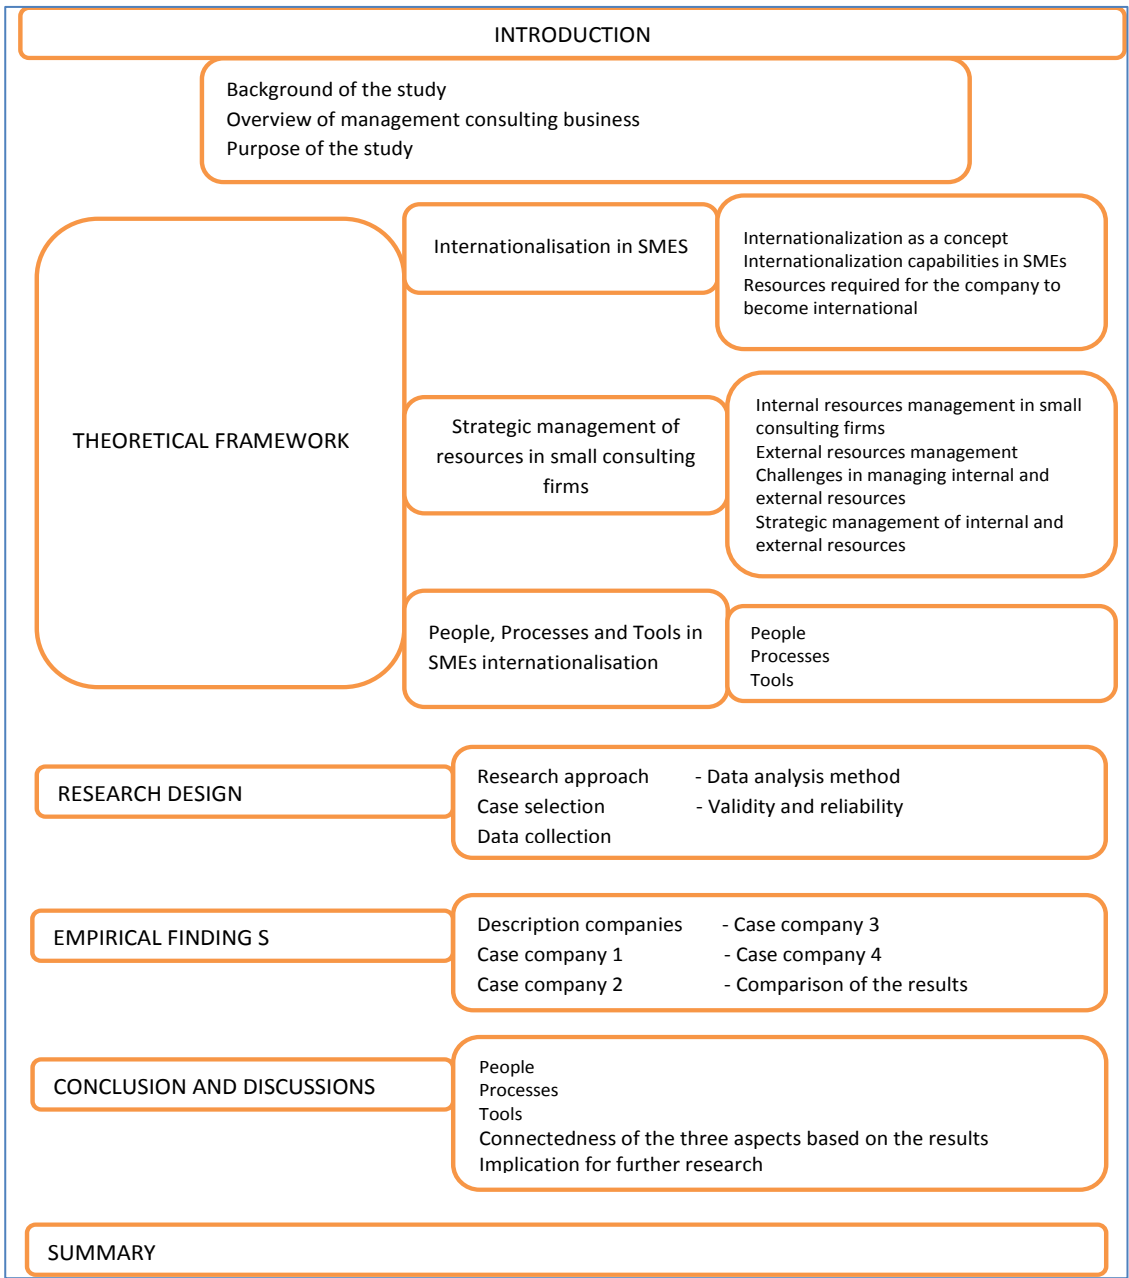 INTRODUCTION
Background of the study
Overview of management consulting business
Purpose of the study
THEORETICAL FRAMEWORK
Internationalisation in SMES
Internationalization as a concept
Internationalization capabilities in SMEs
Resources required for the company to
become international
Strategic management of
resources in small consulting
firms
Internal resources management in small
consulting firms
External resources management
Challenges in managing internal and
external resources
Strategic management of internal and
external resources
People, Processes and Tools in
SMEs internationalisation
People
Processes
Tools
RESEARCH DESIGN
Research approach - Data analysis method
Case selection - Validity and reliability
Data collection
EMPIRICAL FINDING S
Description companies - Case company 3
Case company 1 - Case company 4
Case company 2 - Comparison of the results
CONCLUSION AND DISCUSSIONS
People
Processes
Tools
Connectedness of the three aspects based on the results
Implication for further research
SUMMARY